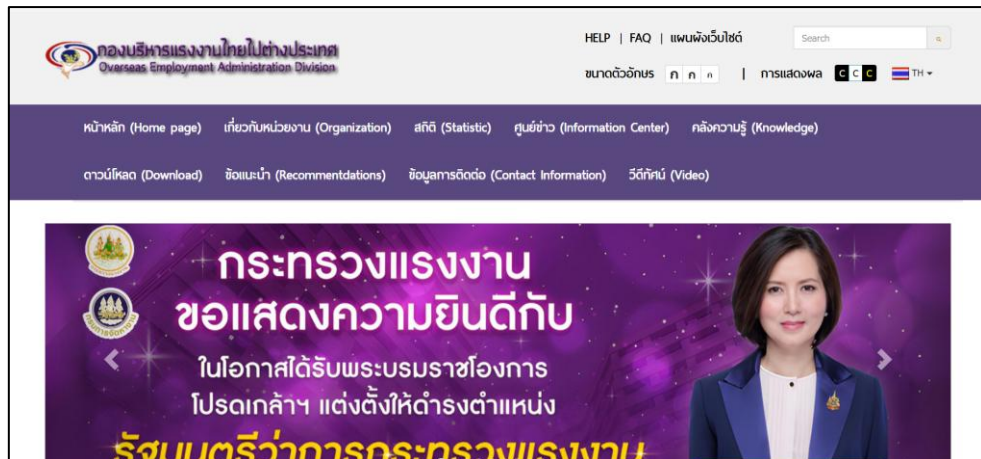 กองบริหารแรงงานไทยไปต่างประเทศ
Overseas Employment Administration Division
HELP | FAQ | แผนผังเว็บไซต์
Search
ขนาดตัวอักษร ก ก ก | การแสดงผล C C C TH
หน้าหลัก (Home page) เกี่ยวกับหน่วยงาน (Organization) สถิติ (Statistic) ศูนย์ข่าว (Information Center) คลังความรู้ (Knowledge)
ดาวน์โหลด (Download) ข้อแนะนำ (Recommentdations) ข้อมูลการติดต่อ (Contact Information) วีดีทัศน์ (Video)
กระทรวงแรงงาน
ขอแสดงความยินดีกับ
ในโอกาสได้รับพระบรมราชโองการ
โปรดเกล้าฯ แต่งตั้งให้ดำรงตำแหน่ง
รัฐมนตรีว่าการกระทรวงแรงงาน